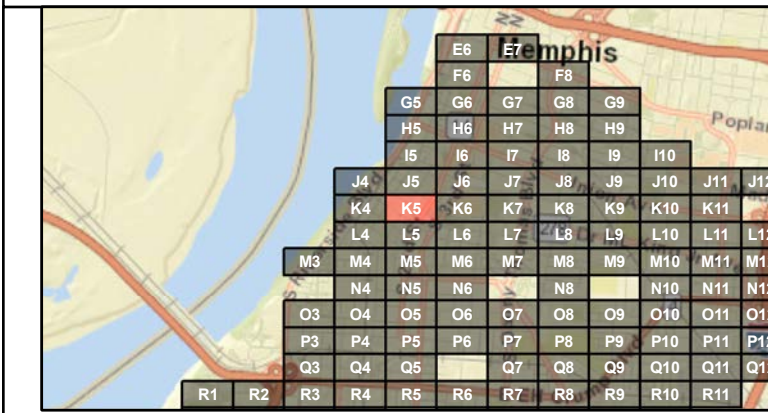 Memphis
E6 E7
F6 F8
G5 G6 G7 G8 G9
Poplar
H5 H6 H7 H8 H9
I5 I6 I7 I8 I9 I10
J4 J5 J6 J7 J8 J9 J10 J11 J12
K4 K5 K6 K7 K8 K9 K10 K11
L4 L5 L6 L7 L8 L9 L10 L11 L12
M3 M4 M5 M6 M7 M8 M9 M10 M11
N4 N5 N6 N8 N10 N11 N12
O3 O4 O5 O6 O7 O8 O9 O10 O11
P3 P4 P5 P6 P7 P8 P9 P10 P11 P12
Q3 Q4 Q5 Q7 Q8 Q9 Q10 Q11
R1 R2 R3 R4 R5 R6 R7 R8 R9 R10 R11